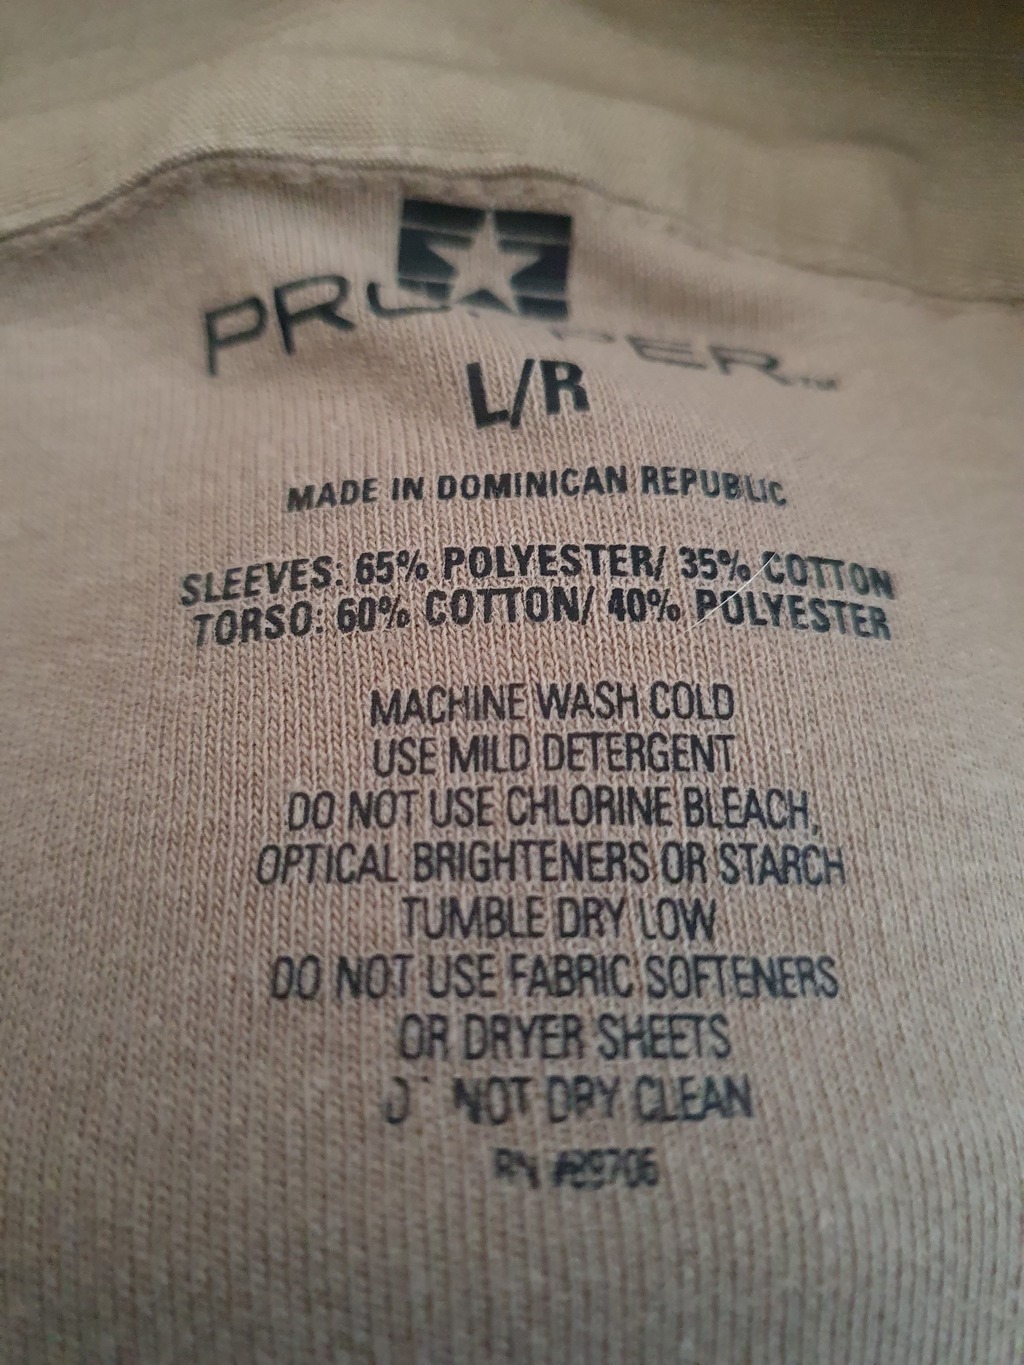 L/R
MADE IN DOMINICAN REPUBLIC
SLEEVES: 65% POLYESTER/ 35% COTTON
TORSO: 60% COTTON/ 40% POLYESTER
MACHINE WASH COLD
USE MILD DETERGENT
DO NOT USE CHLORINE BLEACH,
OPTICAL BRIGHTENERS OR STARCH
TUMBLE DRY LOW
DO NOT USE FABRIC SOFTENERS
OR DRYER SHEETS
NOT DRY CLEAN
RN #89706